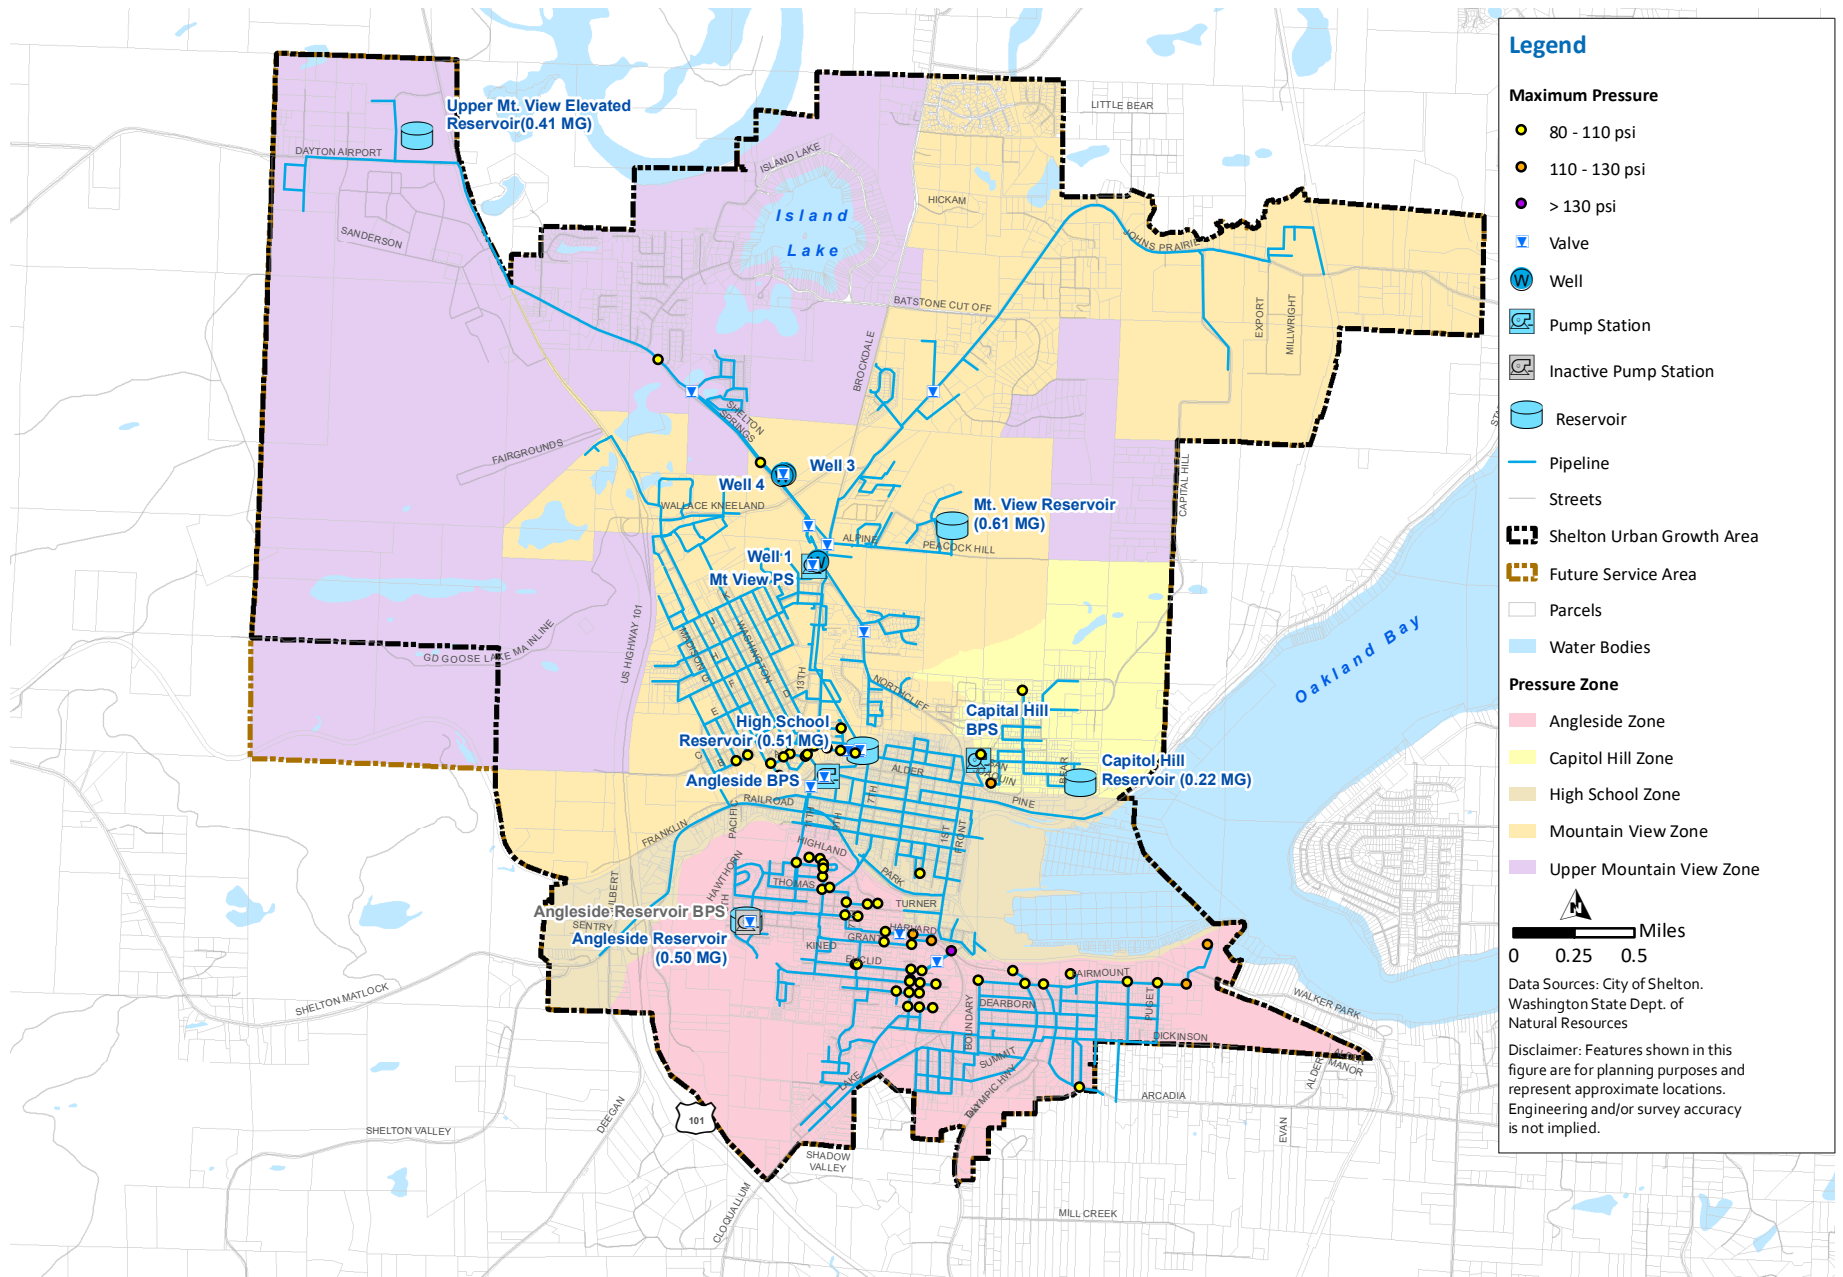 Legend
Maximum Pressure
80 - 110 psi
110 - 130 psi
> 130 psi
Valve
W
Well
Pump Station
Inactive Pump Station
Reservoir
Pipeline
Streets
Shelton Urban Growth Area
Future Service Area
Parcels
Water Bodies
Pressure Zone
Angleside Zone
Capitol Hill Zone
High School Zone
Mountain View Zone
Upper Mountain View Zone
N
Miles
0 0.25 0.5
Data Sources: City of Shelton.
Washington State Dept. of
Natural Resources
Disclaimer: Features shown in this
figure are for planning purposes and
represent approximate locations.
Engineering and/or survey accuracy
is not implied.
Upper Mt. View Elevated
Reservoir(0.41 MG)
DAYTON AIRPORT
SANDERSON
ISLAND LAKE
Island
Lake
LITTLE BEAR
HICKAM
JOHNS PRAIRIE
BATSTONE CUT OFF
BROCKDALE
EXPORT
MILLWRIGHT
SHELTON
SPRINGS
FAIRGROUNDS
Well 3
Well 4
WALLACE KNEELAND
CAPITAL HILL
Mt. View Reservoir
(0.61 MG)
ALPINE
PEACOCK HILL
Well 1
Mt View PS
US HIGHWAY 101
GD GOOSE LAKE MA INLINE
MADISON
WASHINGTON
K
J
I
H
G
F
E
D
C
B
13TH
NORTHCLIFF
Oakland Bay
High School
Reservoir (0.51 MG)
Capital Hill
BPS
Capitol Hill
Reservoir (0.22 MG)
Angleside BPS
ALDER
BEAR
PINE
RAILROAD
PACIFIC
FRANKLIN
7TH
1ST
FRONT
HIGHLAND
HAWTHORN
THOMAS
PARK
TURNER
Angleside Reservoir BPS
SENTRY
Angleside Reservoir
(0.50 MG)
HARVARD
GRANT
KINEO
EUCLID
SHELTON MATLOCK
DEARBORN
BOUNDARY
PUGET
DICKINSON
WALKER PARK
SUMMIT
OLYMPIC HWY
LAKE
ARCADIA
MANOR
EVAN
DEEGAN
101
SHELTON VALLEY
SHADOW
VALLEY
CLOQUALLUM
MILL CREEK